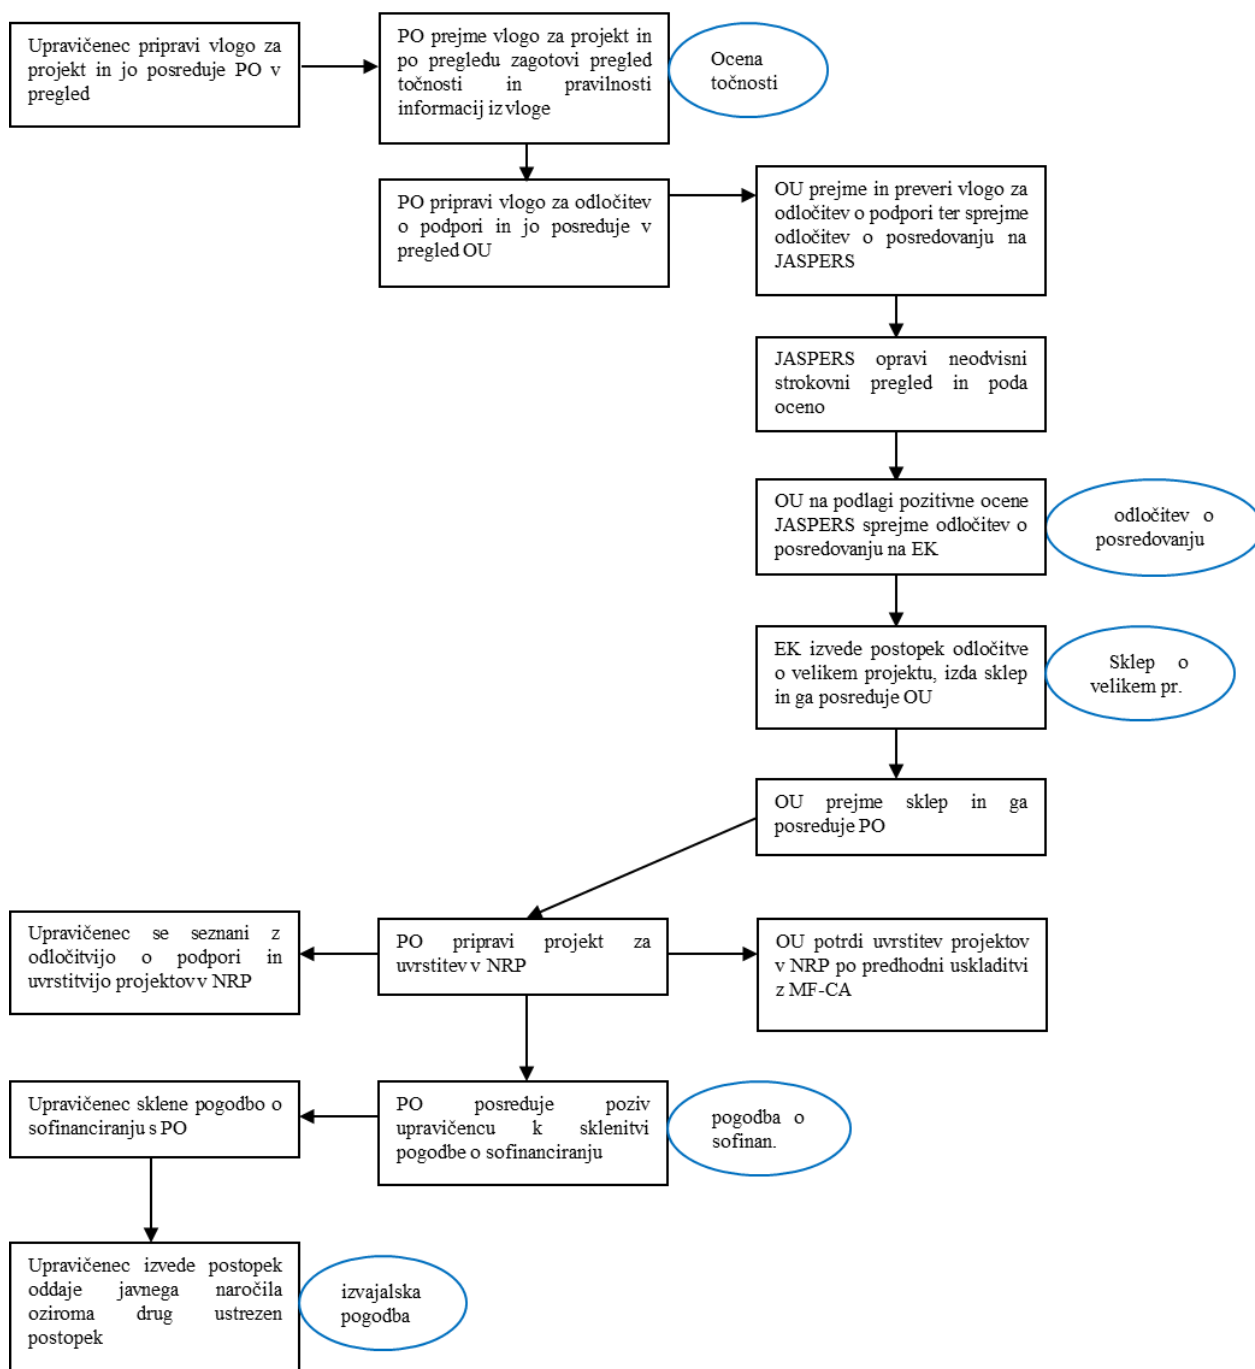 Upravičenec pripravi vlogo za
projekt in jo posreduje PO v
pregled
PO prejme vlogo za projekt in
po pregledu zagotovi pregled
točnosti in pravilnosti
informacij iz vloge
Ocena
točnosti
PO pripravi vlogo za odločitev
o podpori in jo posreduje v
pregled OU
OU prejme in preveri vlogo za
odločitev o podpori ter sprejme
odločitev o posredovanju na
JASPERS
JASPERS opravi neodvisni
strokovni pregled in poda
oceno
OU na podlagi pozitivne ocene
JASPERS sprejme odločitev o
posredovanju na EK
odločitev o
posredovanju
EK izvede postopek odločitve
o velikem projektu, izda sklep
in ga posreduje OU
Sklep o
velikem pr.
OU prejme sklep in ga
posreduje PO
Upravičenec se seznani z
odločitvijo o podpori in
uvrstitvijo projektov v NRP
PO pripravi projekt za
uvrstitev v NRP
OU potrdi uvrstitev projektov
v NRP po predhodni uskladitvi
z MF-CA
Upravičenec sklene pogodbo o
sofinanciranju s PO
PO posreduje poziv
upravičencu k sklenitvi
pogodbe o sofinanciranju
pogodba o
sofinan.
Upravičenec izvede postopek
oddaje javnega naročila
oziroma drug ustrezen
postopek
izvajalska
pogodba